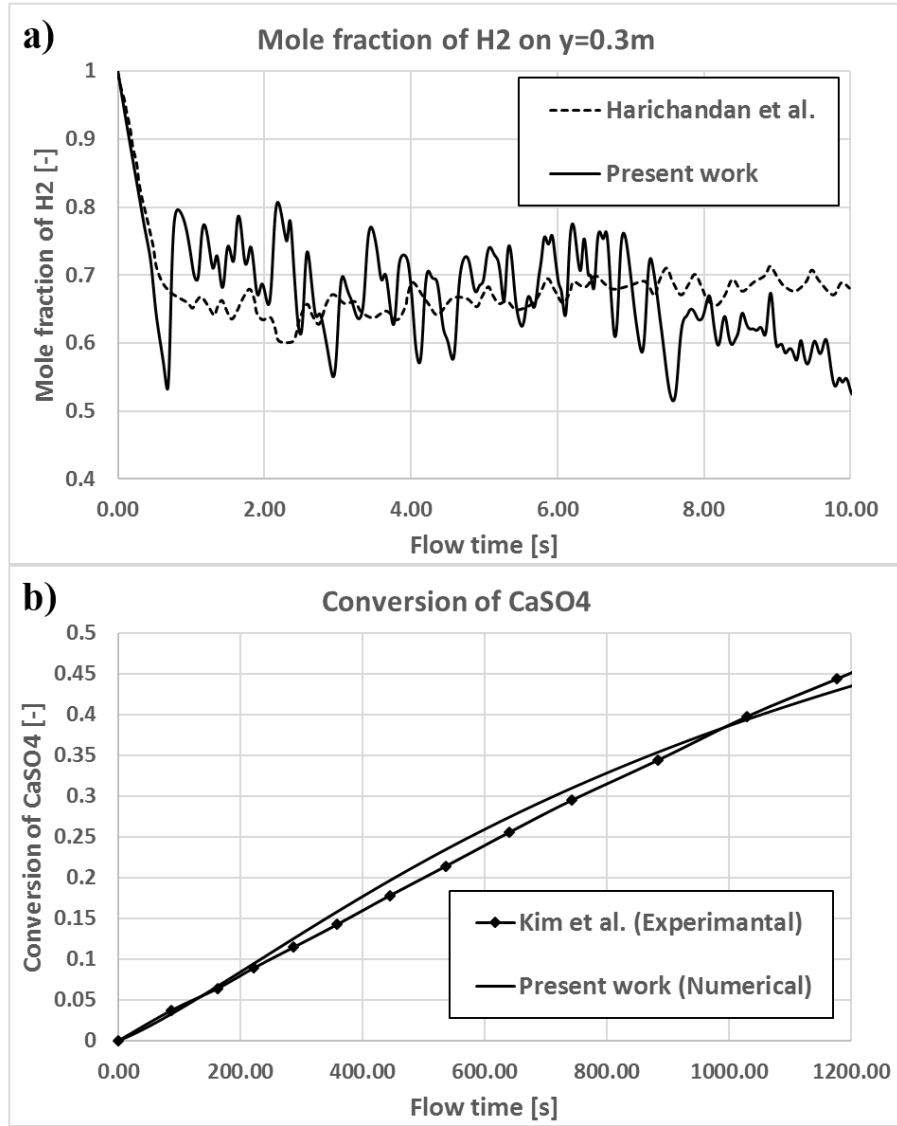 a)
Mole fraction of H2 on y=0.3m
Mole fraction of H2 [-]
1
0.9
0.8
0.7
0.6
0.5
0.4
Harichandan et al.
Present work
0.00 2.00 4.00 6.00 8.00 10.00
Flow time [s]
b)
Conversion of CaSO4
Conversion of CaSO4 [-]
0.5
0.45
0.4
0.35
0.3
0.25
0.2
0.15
0.1
0.05
0
Kim et al. (Experimantal)
Present work (Numerical)
0.00 200.00 400.00 600.00 800.00 1000.00 1200.00
Flow time [s]